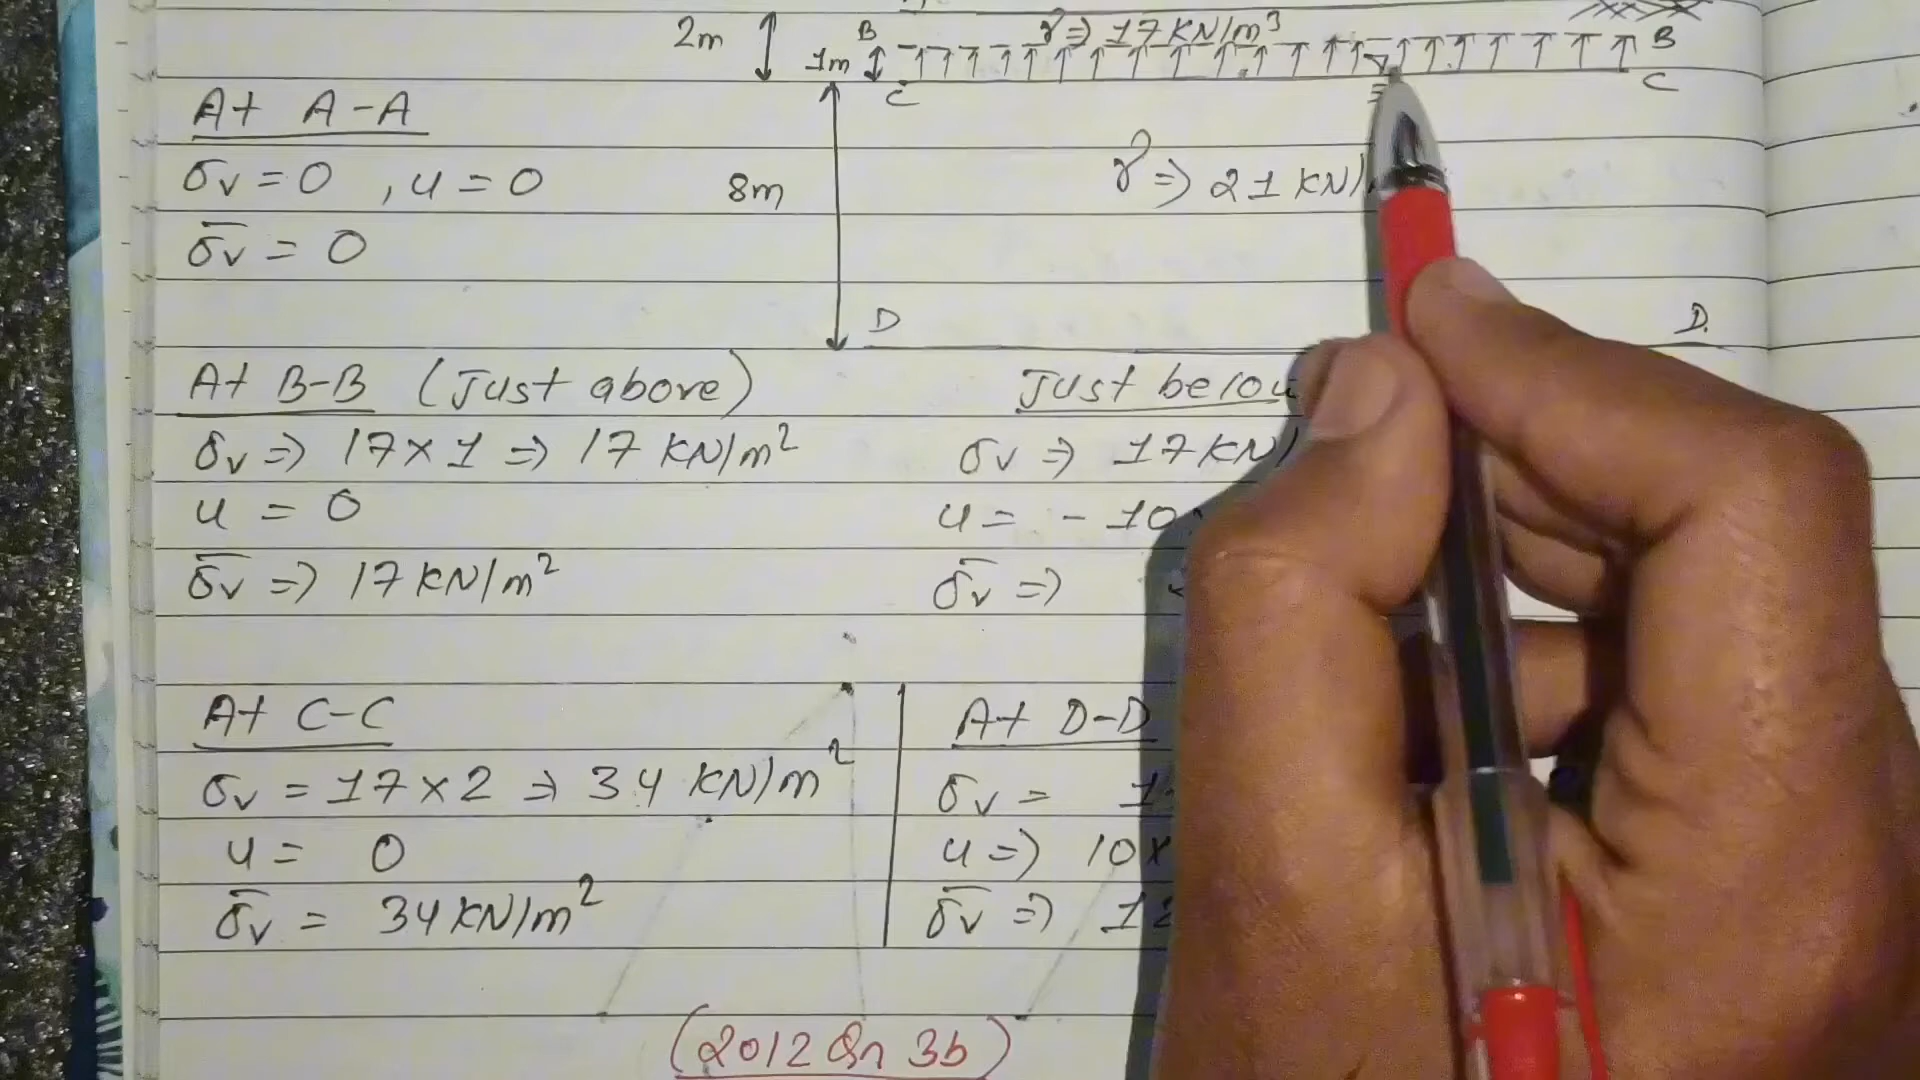 2m
B γ ⇒ 17 KN/m³ B
1m
C C
At A-A
σv = 0 , u = 0
σ̅v = 0
8m
γ ⇒ 21 KN/
D D
At B-B (Just above)
σv ⇒ 17 × 1 ⇒ 17 KN/m²
u = 0
σ̅v ⇒ 17 KN/m²
Just below
σv ⇒ 17 KN/
u = - 10
σ̅v ⇒
At C-C
σv = 17 × 2 ⇒ 34 KN/m²
u = 0
σ̅v = 34 KN/m²
At D-D
σv =
u ⇒ 10 ×
σ̅v ⇒
(2012 Qn 3b)